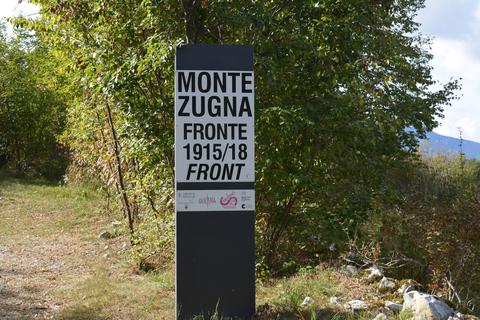 MONTE
ZUGNA
FRONTE
1915/18
FRONT